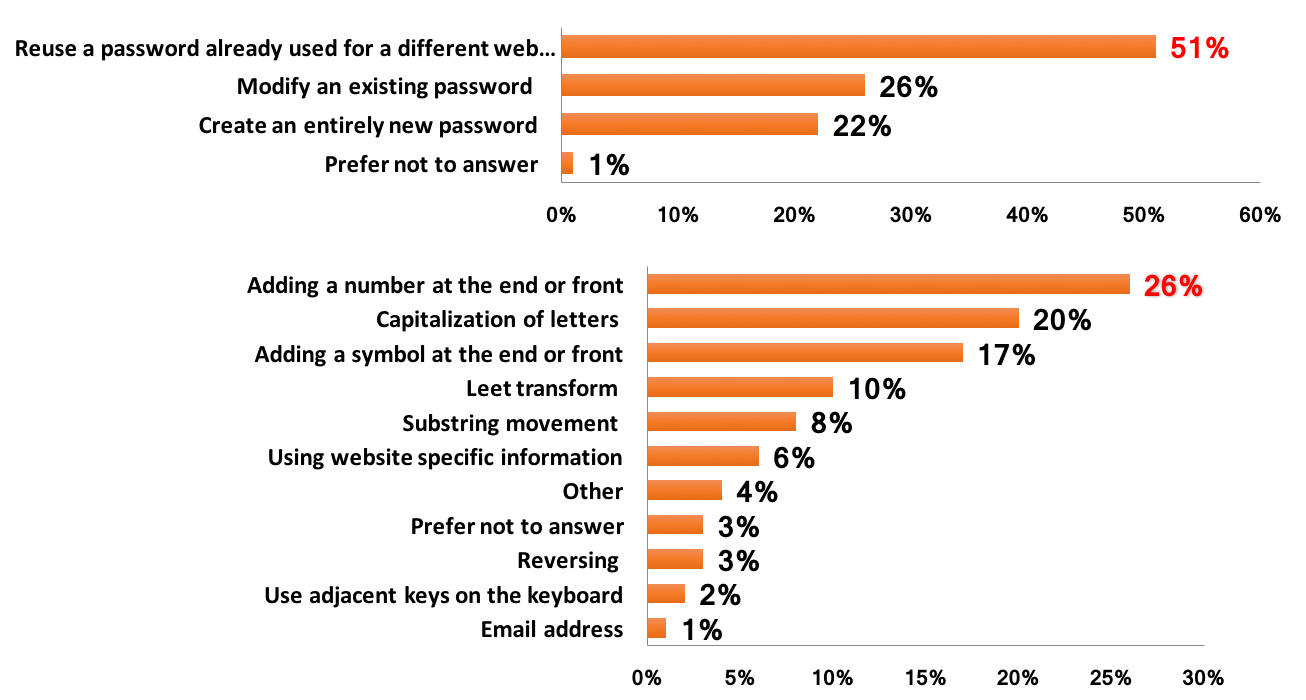 Reuse a password already used for a different web... 51%
Modify an existing password 26%
Create an entirely new password 22%
Prefer not to answer 1%
0% 10% 20% 30% 40% 50% 60%
Adding a number at the end or front 26%
Capitalization of letters 20%
Adding a symbol at the end or front 17%
Leet transform 10%
Substring movement 8%
Using website specific information 6%
Other 4%
Prefer not to answer 3%
Reversing 3%
Use adjacent keys on the keyboard 2%
Email address 1%
0% 5% 10% 15% 20% 25% 30%